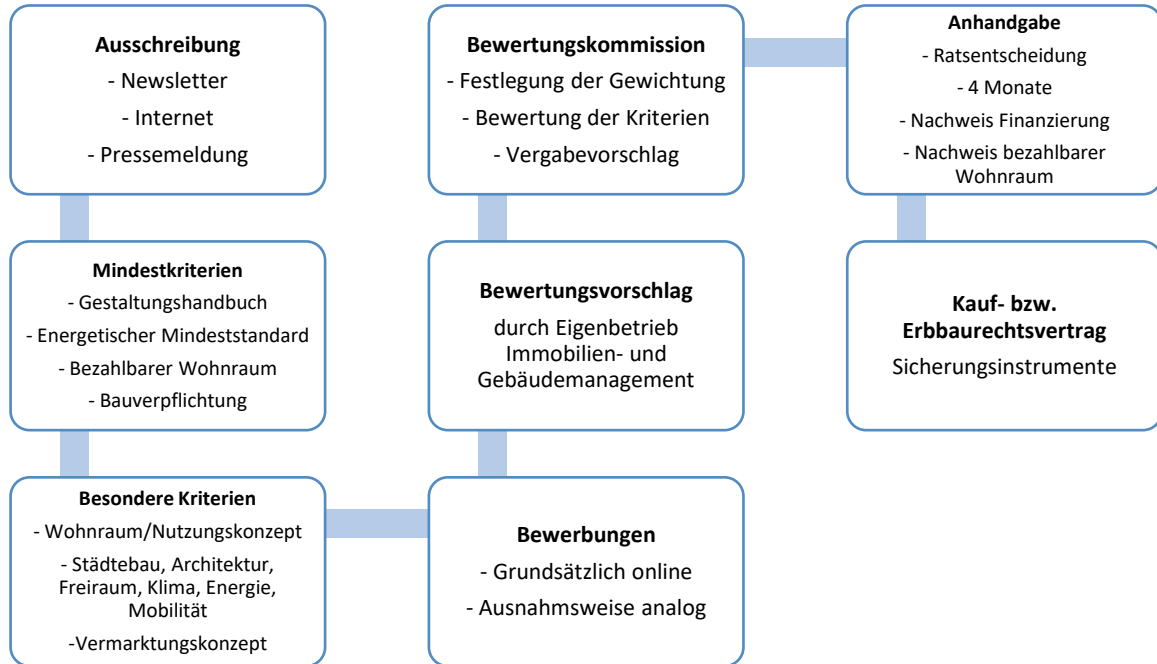 Ausschreibung
- Newsletter
- Internet
- Pressemeldung
Mindestkriterien
- Gestaltungshandbuch
- Energetischer Mindeststandard
- Bezahlbarer Wohnraum
- Bauverpflichtung
Besondere Kriterien
- Wohnraum/Nutzungskonzept
- Städtebau, Architektur,
Freiraum, Klima, Energie,
Mobilität
-Vermarktungskonzept
Bewerbungen
- Grundsätzlich online
- Ausnahmsweise analog
Bewertungsvorschlag
durch Eigenbetrieb
Immobilien- und
Gebäudemanagement
Bewertungskommission
- Festlegung der Gewichtung
- Bewertung der Kriterien
- Vergabevorschlag
Anhandgabe
- Ratsentscheidung
- 4 Monate
- Nachweis Finanzierung
- Nachweis bezahlbarer
Wohnraum
Kauf- bzw.
Erbbaurechtsvertrag
Sicherungsinstrumente